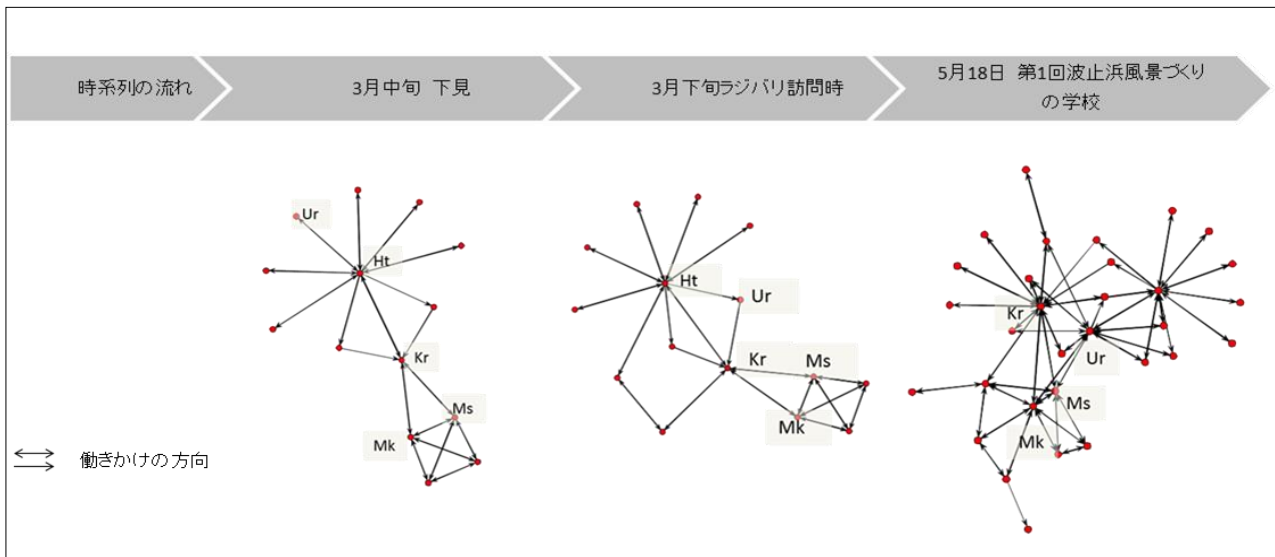 時系列の流れ
3月中旬 下見
3月下旬ラジバリ訪問時
5月18日 第1回波止浜風景づくり
の学校
Ur
Ht
Kr
Ms
Mk
Ht
Ur
Kr
Ms
Mk
Kr
Ur
Ms
Mk
働きかけの方向